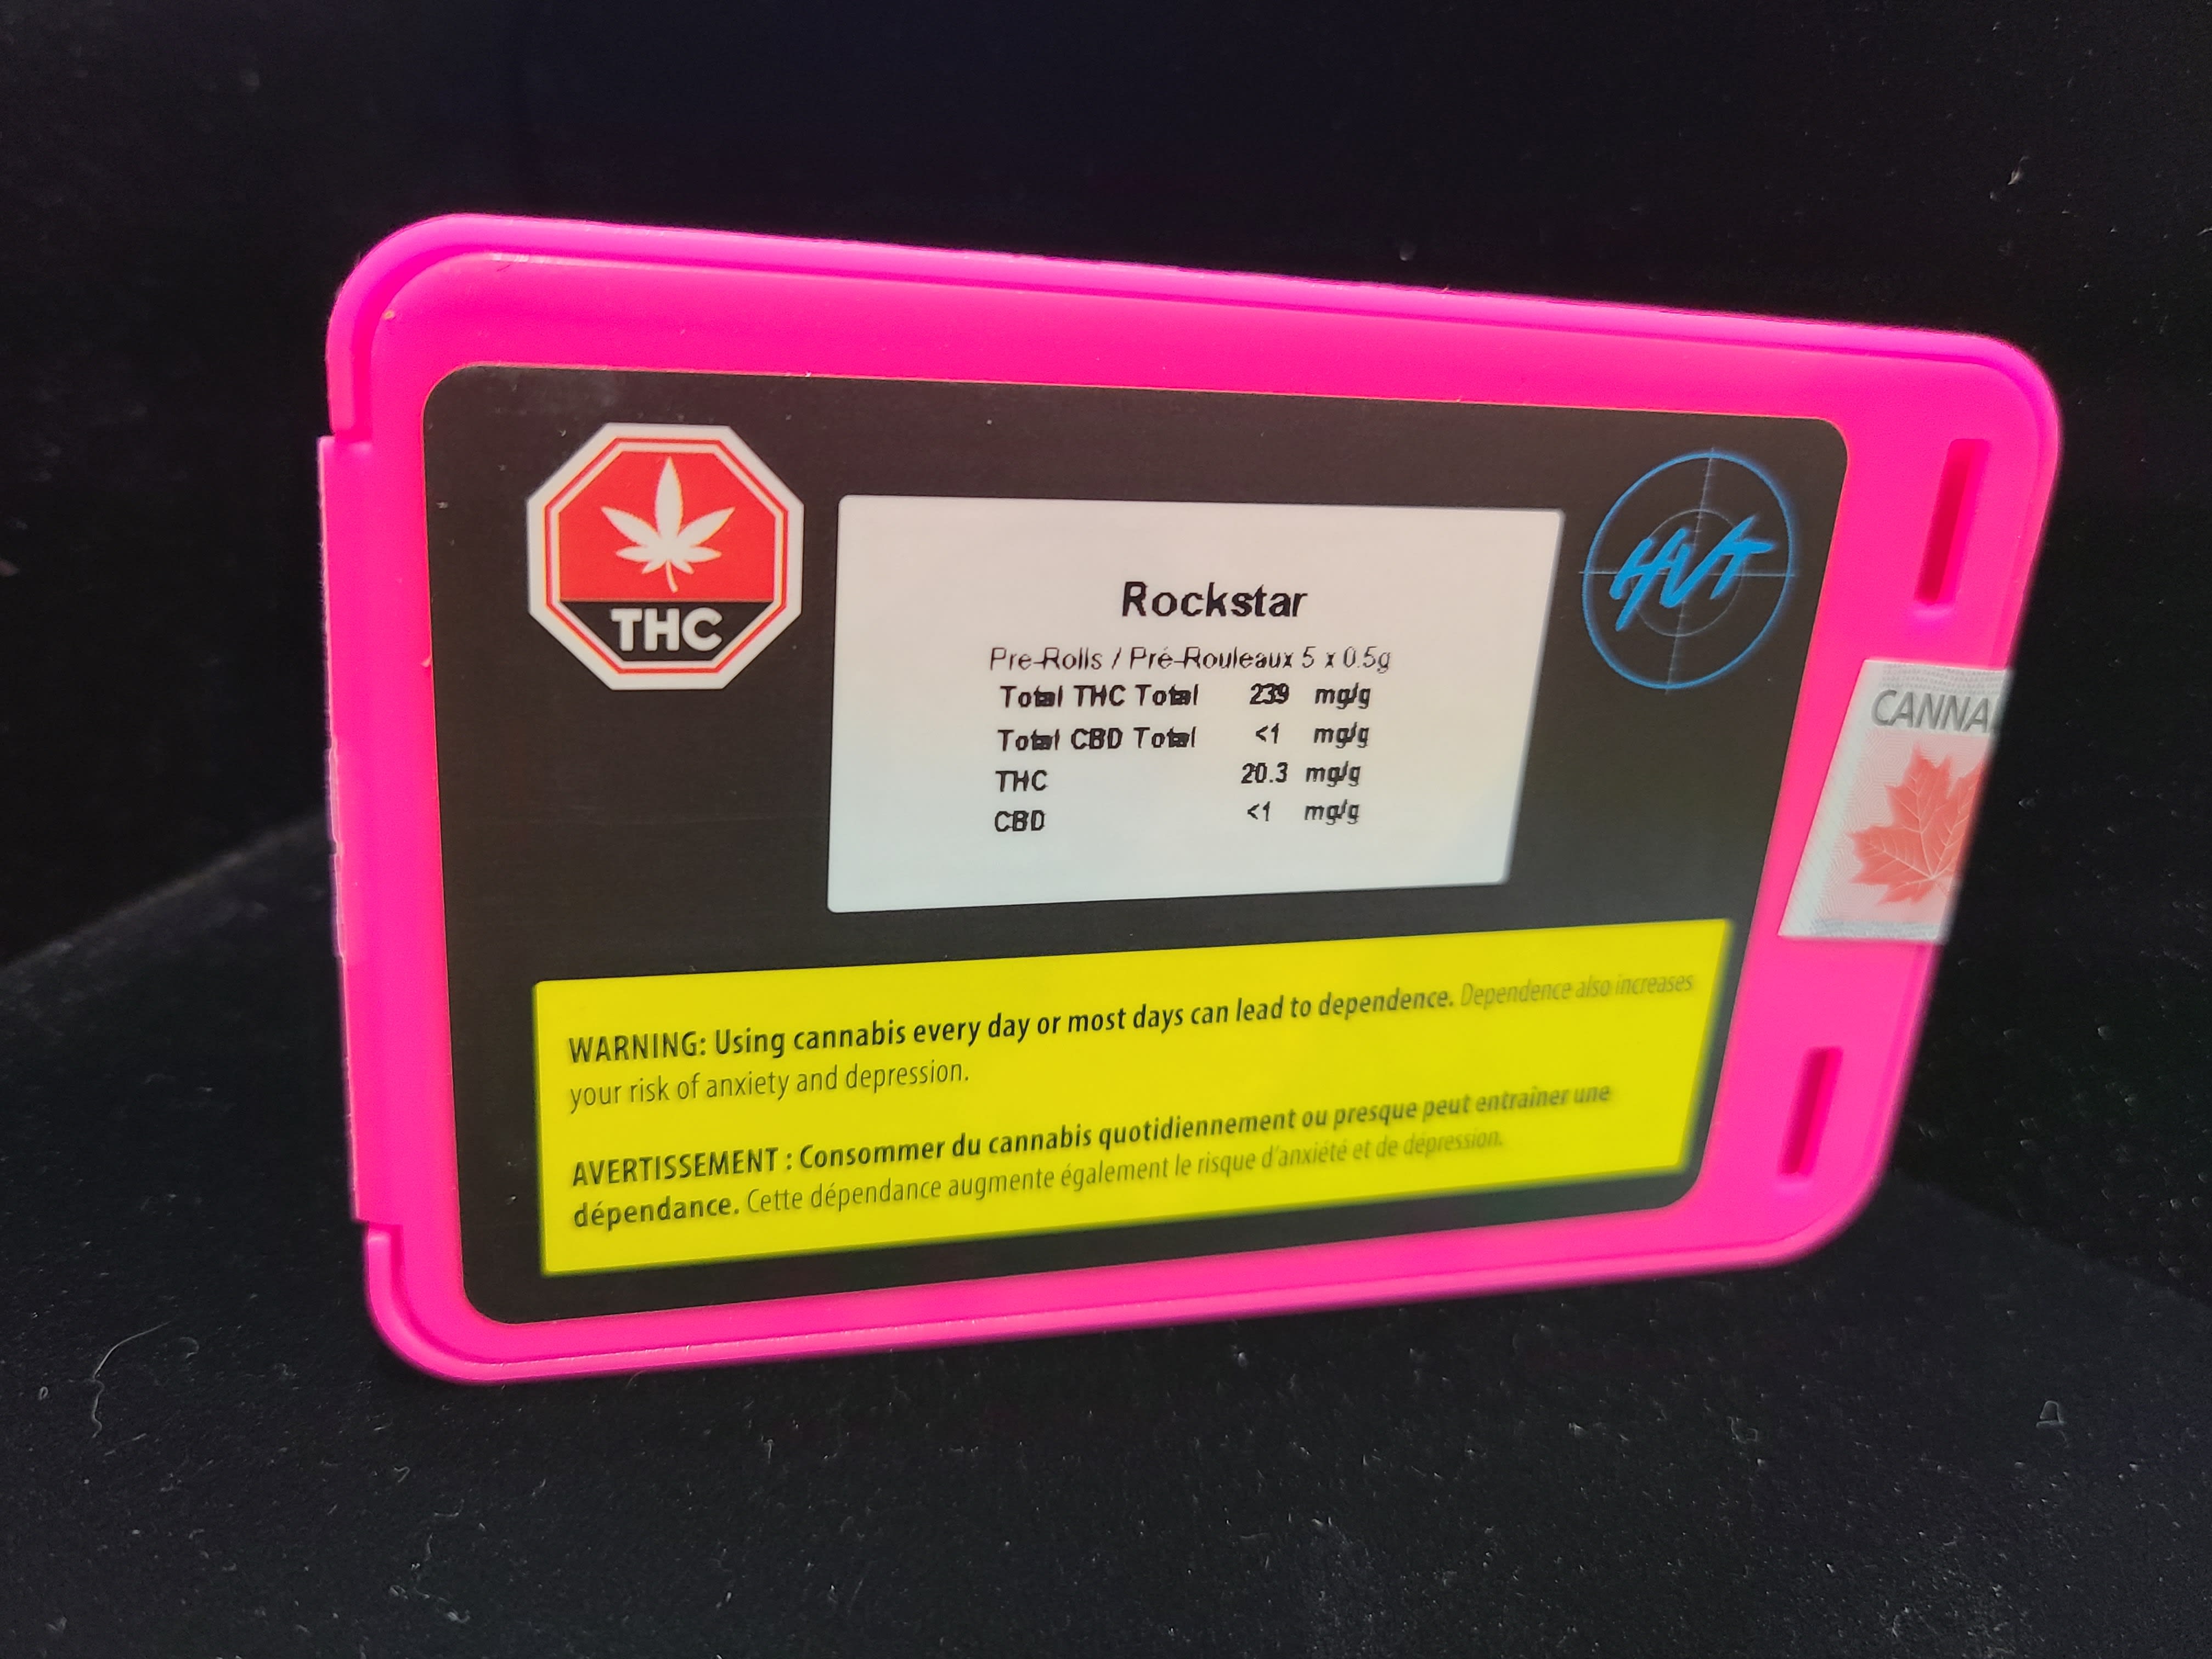 THC
Rockstar
Pre-Rolls / Pré-Rouleaux 5 x 0.5g
Total THC Total 239 mg/g
Total CBD Total <1 mg/g
THC 20.3 mg/g
CBD <1 mg/g
HVT
CANNA
WARNING: Using cannabis every day or most days can lead to dependence. Dependence also increases
your risk of anxiety and depression.
AVERTISSEMENT : Consommer du cannabis quotidiennement ou presque peut entraîner une
dépendance. Cette dépendance augmente également le risque d'anxiété et de dépression.